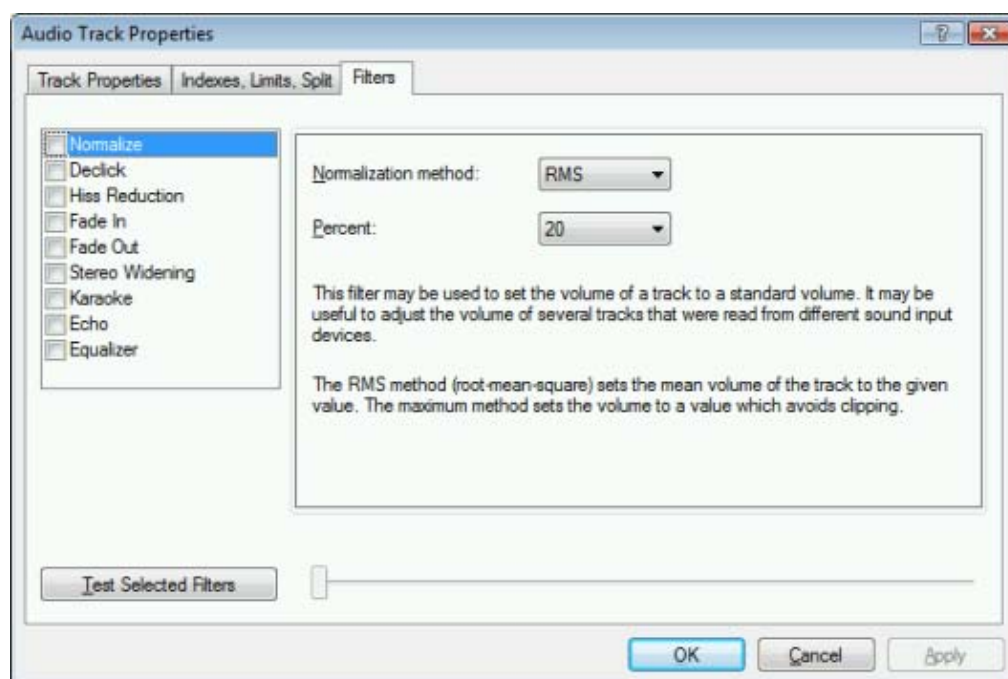 Audio Track Properties
Track Properties
Indexes, Limits, Split
Filters
Normalize
Declick
Hiss Reduction
Fade In
Fade Out
Stereo Widening
Karaoke
Echo
Equalizer
Normalization method:
RMS
Percent:
20
This filter may be used to set the volume of a track to a standard volume. It may be
useful to adjust the volume of several tracks that were read from different sound input
devices.
The RMS method (root-mean-square) sets the mean volume of the track to the given
value. The maximum method sets the volume to a value which avoids clipping.
Test Selected Filters
OK
Cancel
Apply